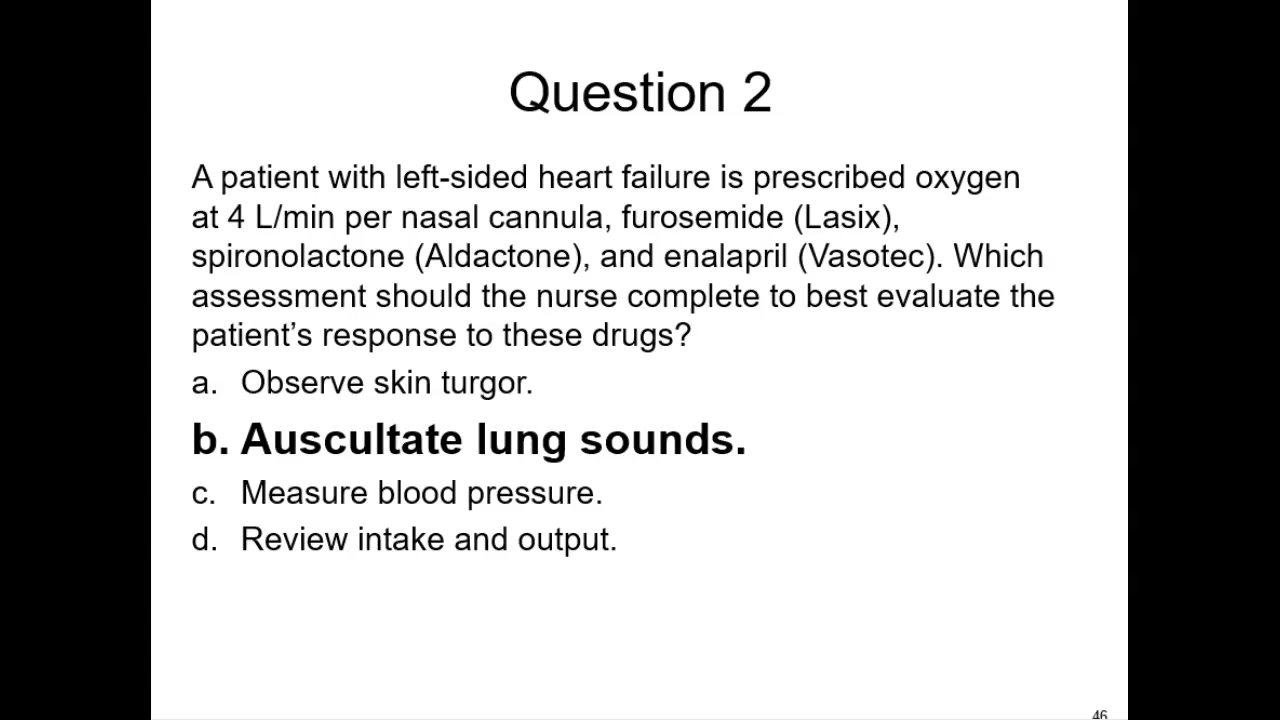 Question 2
A patient with left-sided heart failure is prescribed oxygen
at 4 L/min per nasal cannula, furosemide (Lasix),
spironolactone (Aldactone), and enalapril (Vasotec). Which
assessment should the nurse complete to best evaluate the
patient’s response to these drugs?
a. Observe skin turgor.
b. Auscultate lung sounds.
c. Measure blood pressure.
d. Review intake and output.
46